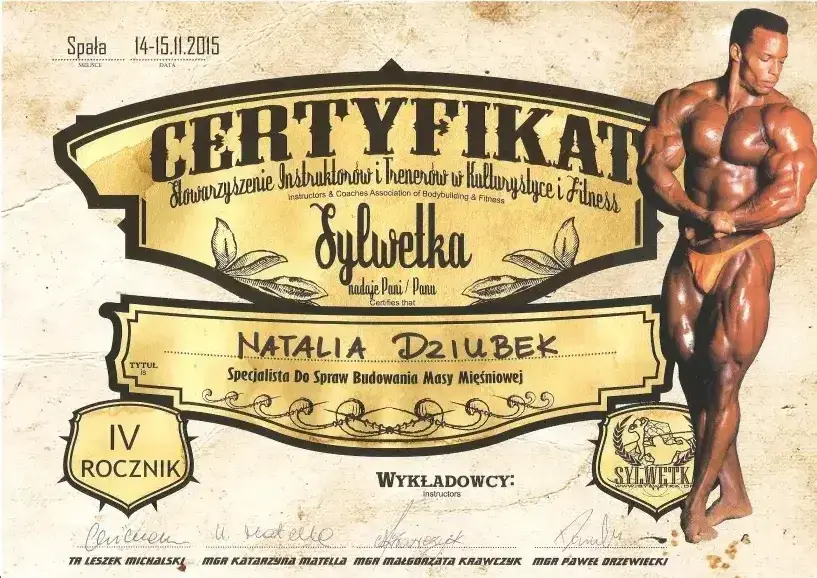 Spała 14-15.11.2015
MIEJSCE DATA
CERTYFIKAT
Stowarzyszenie Instruktorów i Trenerów w Kulturystyce i Fitness
Instructors & Coaches Association of Bodybuilding & Fitness
Sylwetka
nadaje Pani / Panu
Certifies that
NATALIA DZIUBEK
TYTUŁ
is
Specjalista Do Spraw Budowania Masy Mięśniowej
IV
ROCZNIK
SYLWETKA
WYKŁADOWCY:
instructors
TR LESZEK MICHALSKI MGR KATARZYNA MATELLA MGR MAŁGORZATA KRAWCZYK MGR PAWEŁ DRZEWIECKI